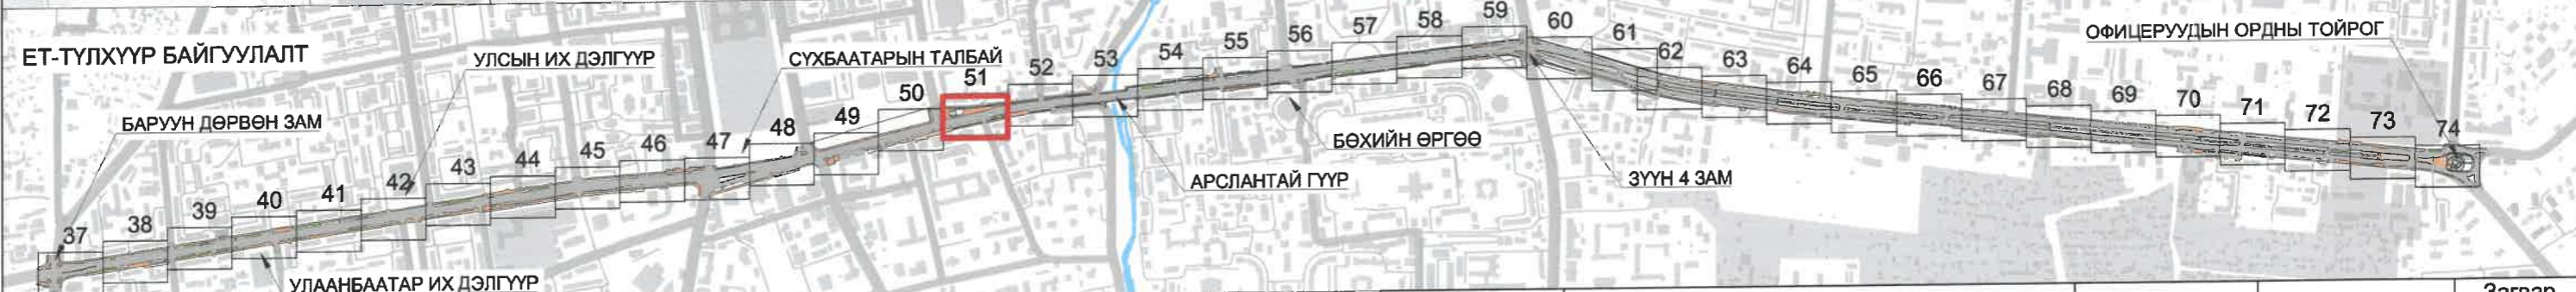 ЕТ-ТҮЛХҮҮР БАЙГУУЛАЛТ
БАРУУН ДӨРВӨН ЗАМ
УЛСЫН ИХ ДЭЛГҮҮР
СҮХБААТАРЫН ТАЛБАЙ
ОФИЦЕРУУДЫН ОРДНЫ ТОЙРОГ
37 38 39 40 41 42 43 44 45 46 47 48 49 50 51 52 53 54 55 56 57 58 59 60 61 62 63 64 65 66 67 68 69 70 71 72 73 74
БӨХИЙН ӨРГӨӨ
АРСЛАНТАЙ ГҮҮР
ЗҮҮН 4 ЗАМ
УЛААНБААТАР ИХ ДЭЛГҮҮР
Загвар